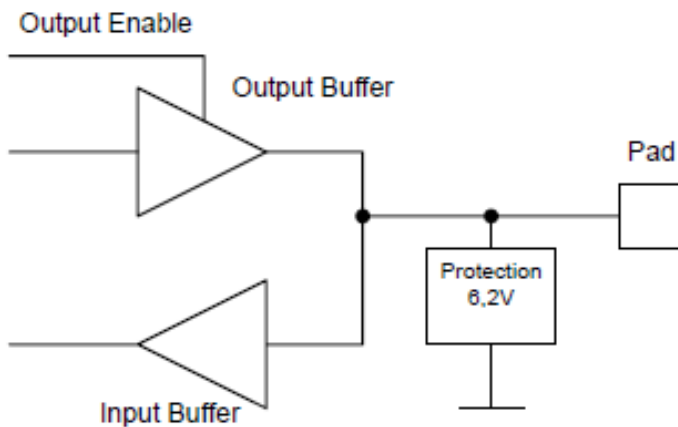 Output Enable
Output Buffer
Pad
Protection
6,2V
Input Buffer